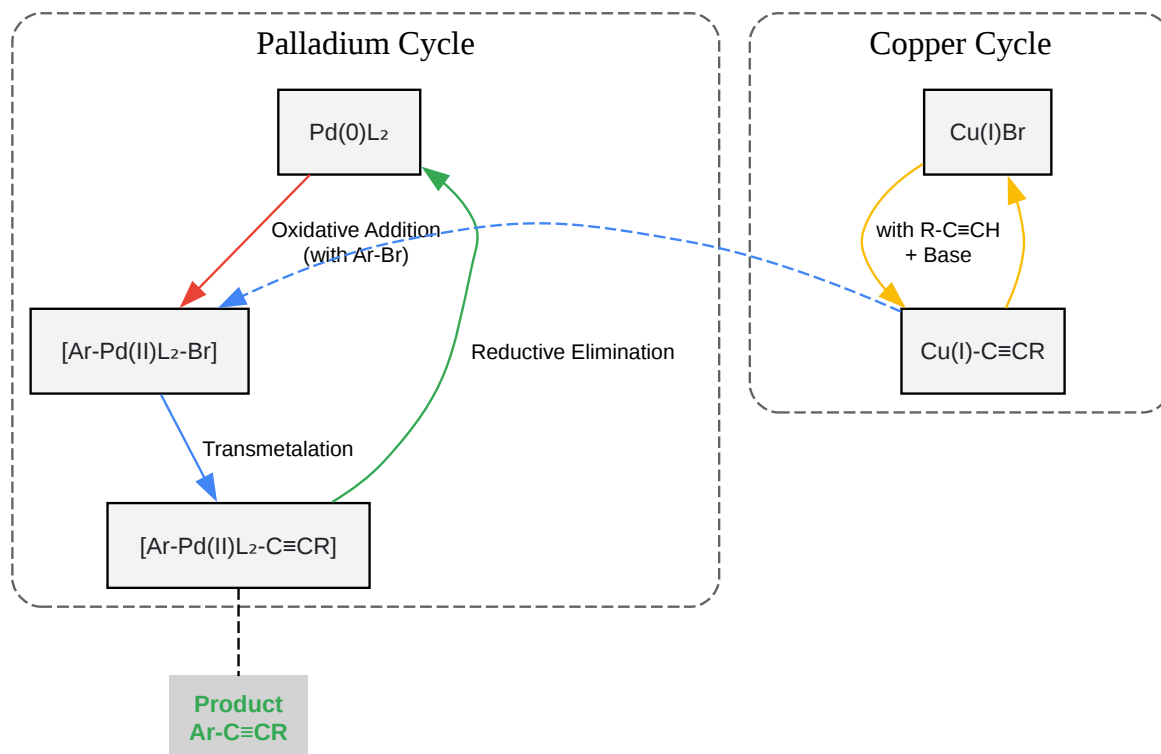 Palladium Cycle
Pd(0)L₂
Oxidative Addition
(with Ar-Br)
[Ar-Pd(II)L₂-Br]
Reductive Elimination
Transmetalation
[Ar-Pd(II)L₂-C≡CR]
Product
Ar-C≡CR
Copper Cycle
Cu(I)Br
with R-C≡CH
+ Base
Cu(I)-C≡CR